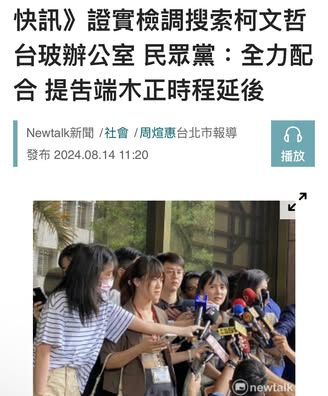 快訊》證實檢調搜索柯文哲
台玻辦公室 民眾黨：全力配
合 提告端木正時程延後
Newtalk新聞 /社會 /周煊惠台北市報導
發布 2024.08.14 11:20
播放
newtalk